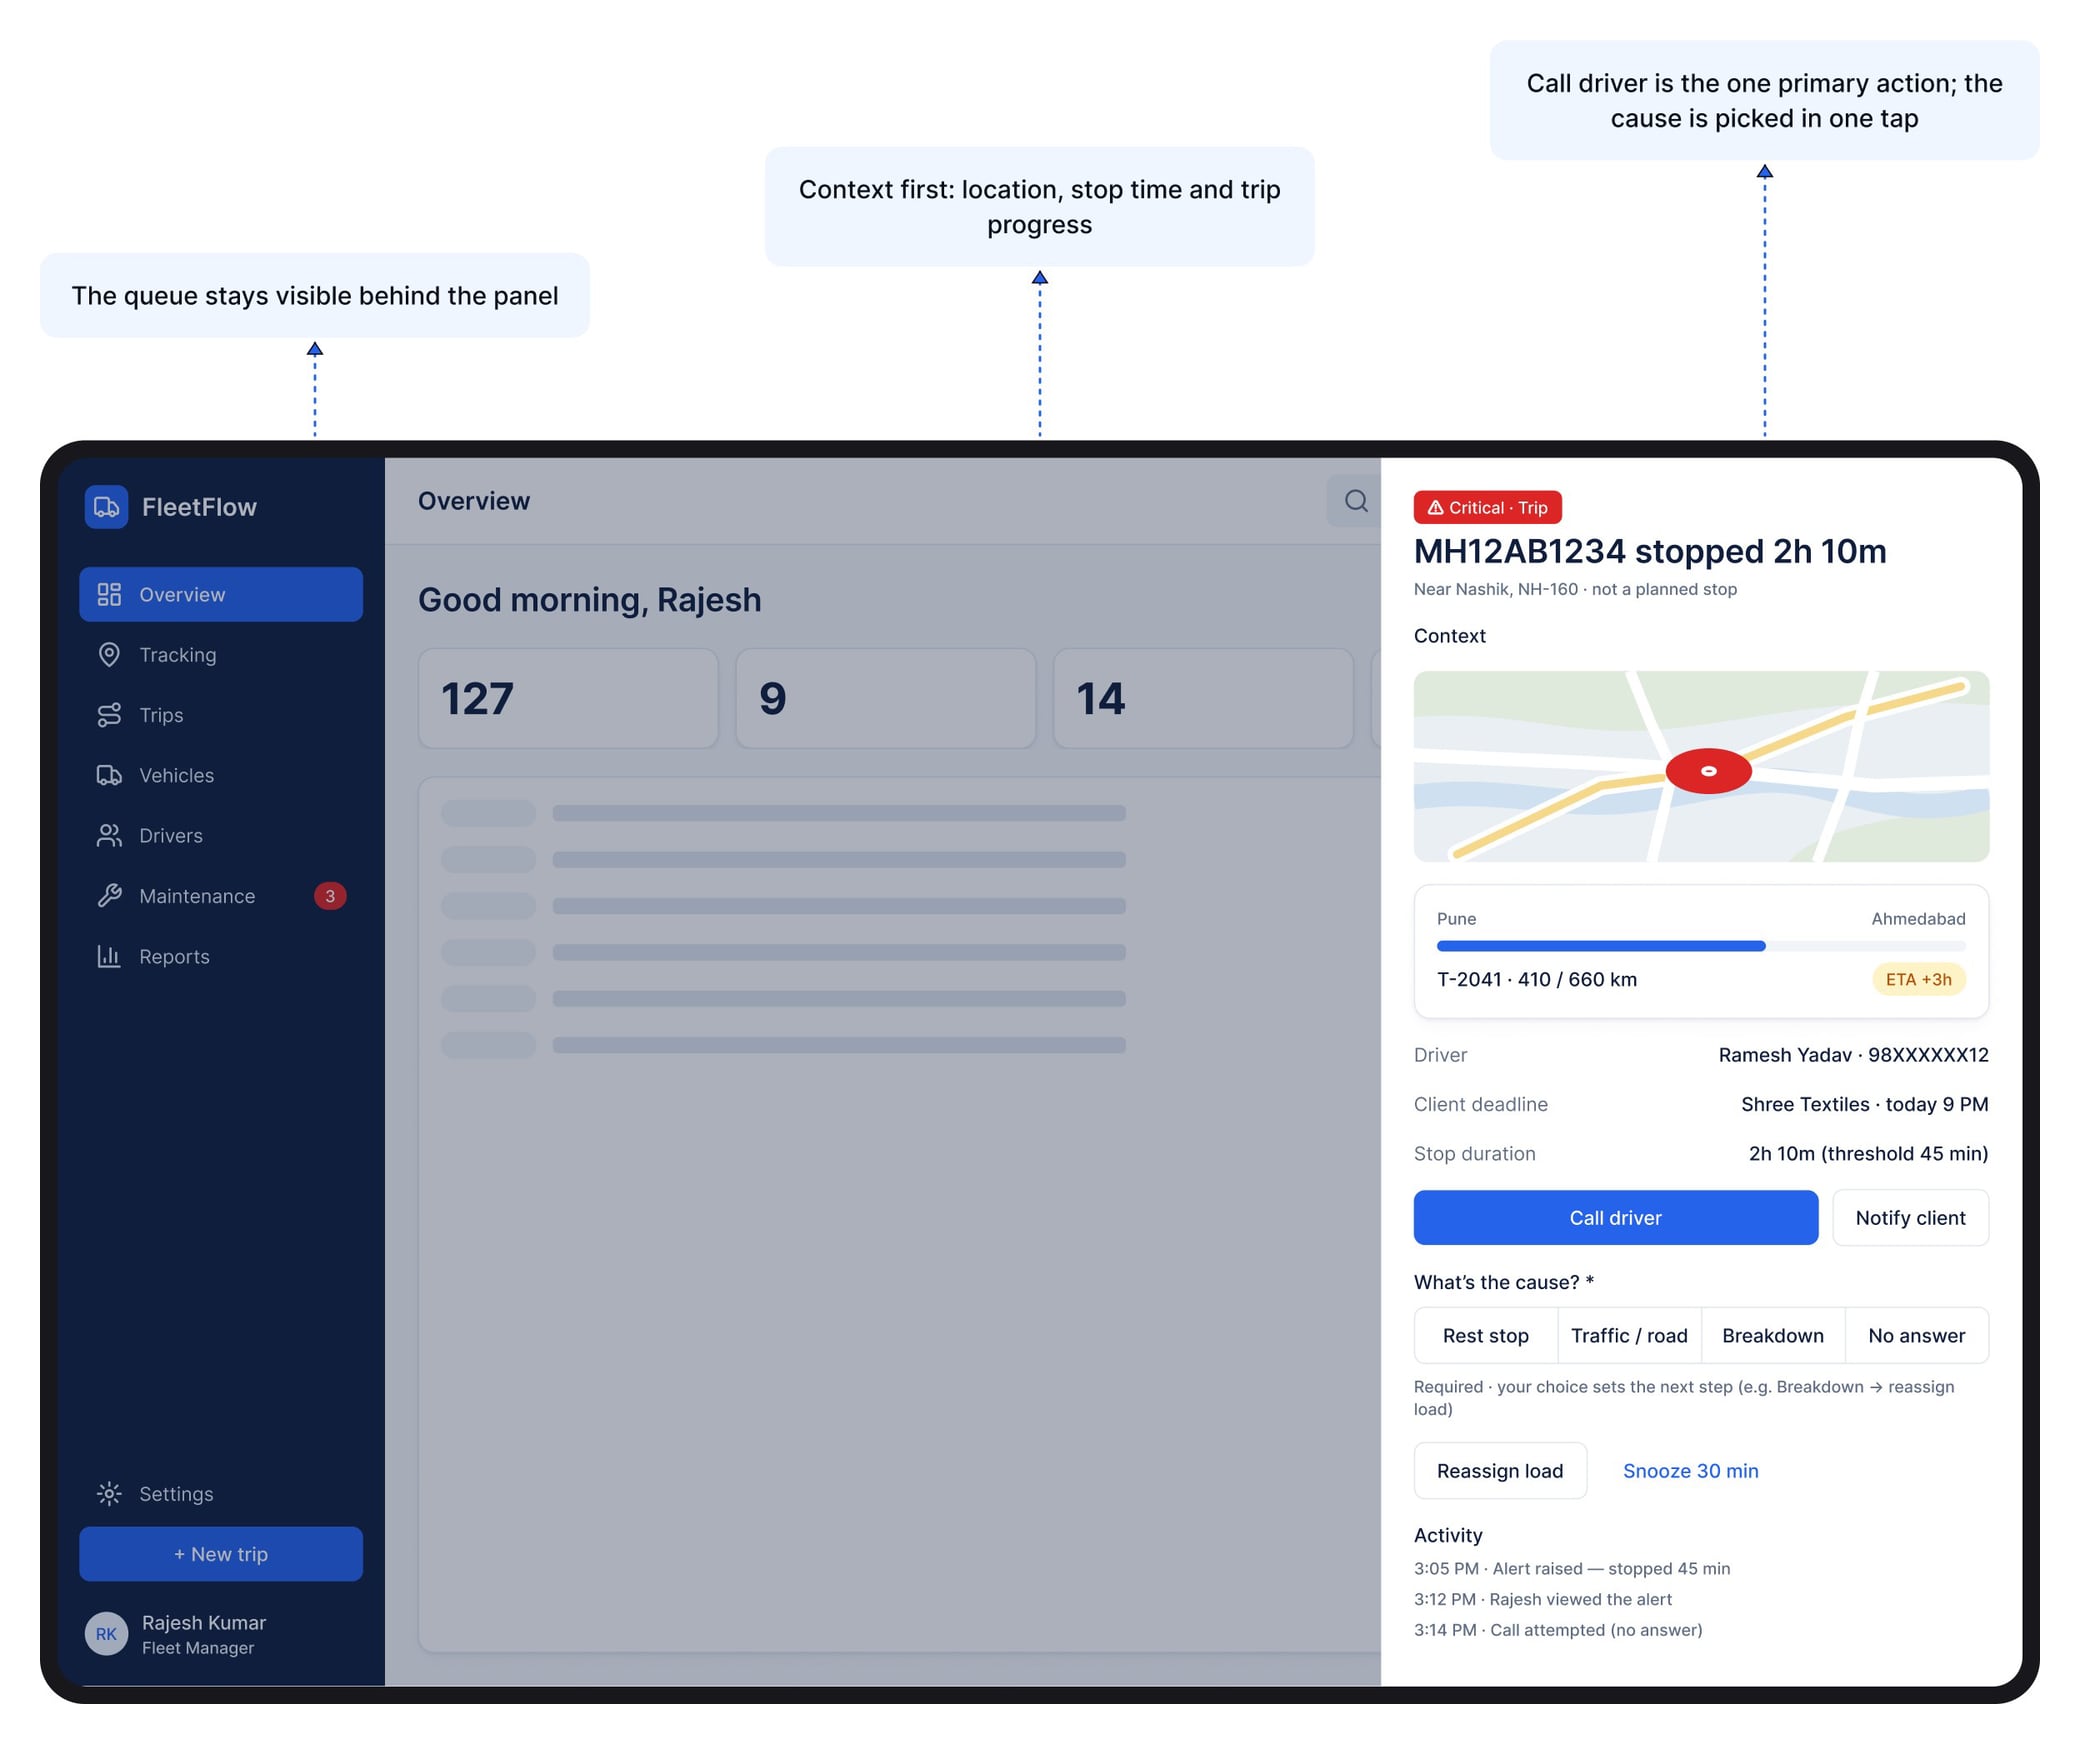 Call driver is the one primary action; the
cause is picked in one tap
Context first: location, stop time and trip
progress
The queue stays visible behind the panel
FleetFlow
Overview
Tracking
Trips
Vehicles
Drivers
Maintenance 3
Reports
Settings
+ New trip
RK
Rajesh Kumar
Fleet Manager
Overview
Good morning, Rajesh
127 9 14
Critical · Trip
MH12AB1234 stopped 2h 10m
Near Nashik, NH-160 · not a planned stop
Context
Pune Ahmedabad
T-2041 · 410 / 660 km ETA +3h
Driver Ramesh Yadav · 98XXXXXX12
Client deadline Shree Textiles · today 9 PM
Stop duration 2h 10m (threshold 45 min)
Call driver Notify client
What’s the cause? *
Rest stop Traffic / road Breakdown No answer
Required · your choice sets the next step (e.g. Breakdown → reassign
load)
Reassign load Snooze 30 min
Activity
3:05 PM · Alert raised — stopped 45 min
3:12 PM · Rajesh viewed the alert
3:14 PM · Call attempted (no answer)